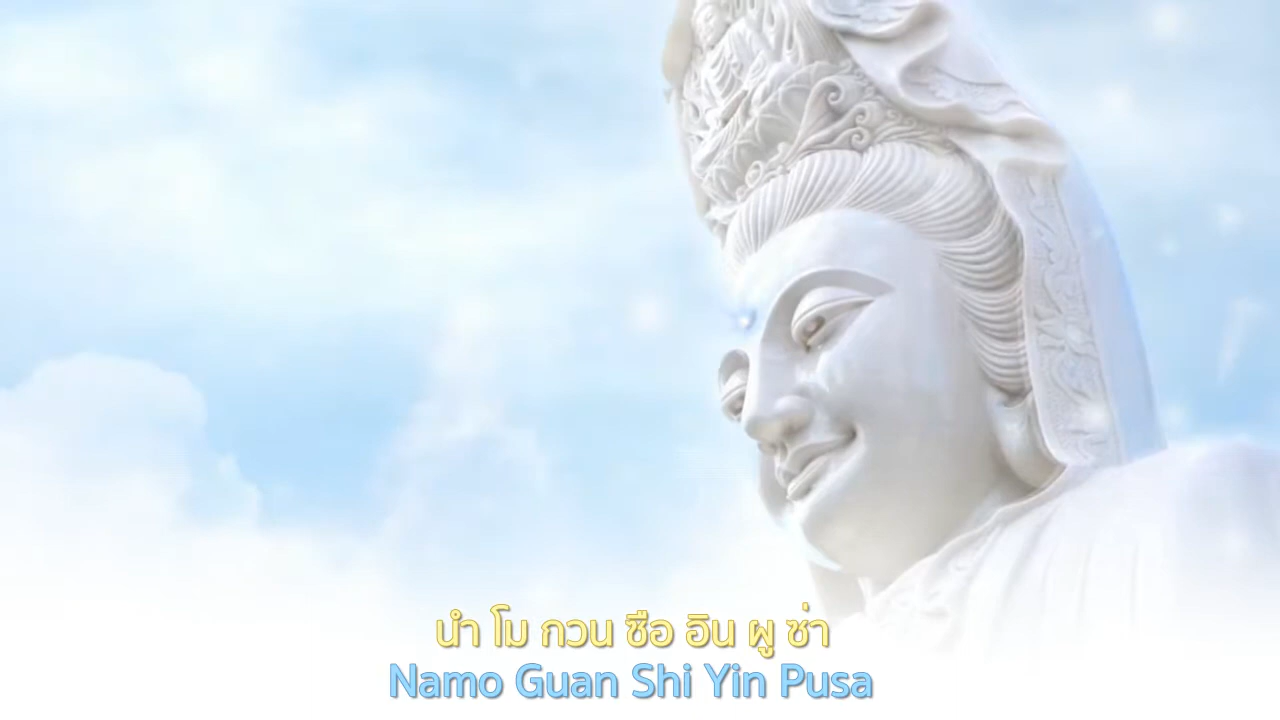 นำ โม กวน ซือ อิน ผู ซ่า
Namo Guan Shi Yin Pusa